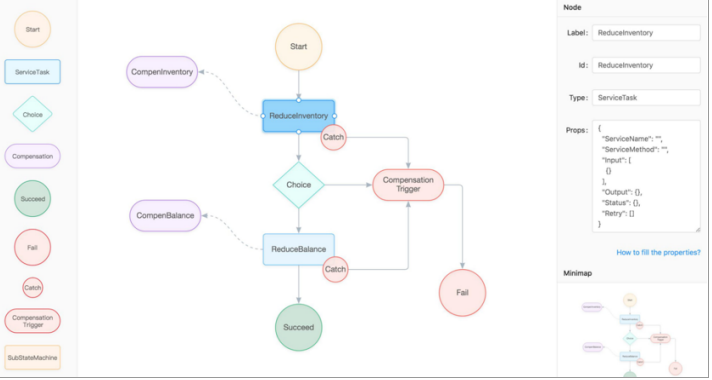 Start
ServiceTask
Choice
Compensation
Succeed
Fail
Catch
Compensation
Trigger
SubStateMachine
Start
CompenInventory
ReduceInventory
Catch
Choice
Compensation
Trigger
CompenBalance
ReduceBalance
Catch
Fail
Succeed
Node
Label: ReduceInventory
Id: ReduceInventory
Type: ServiceTask
Props: {
"ServiceName": "",
"ServiceMethod": "",
"Input": [
{}
],
"Output": {},
"Status": {},
"Retry": []
}
How to fill the properties?
Minimap